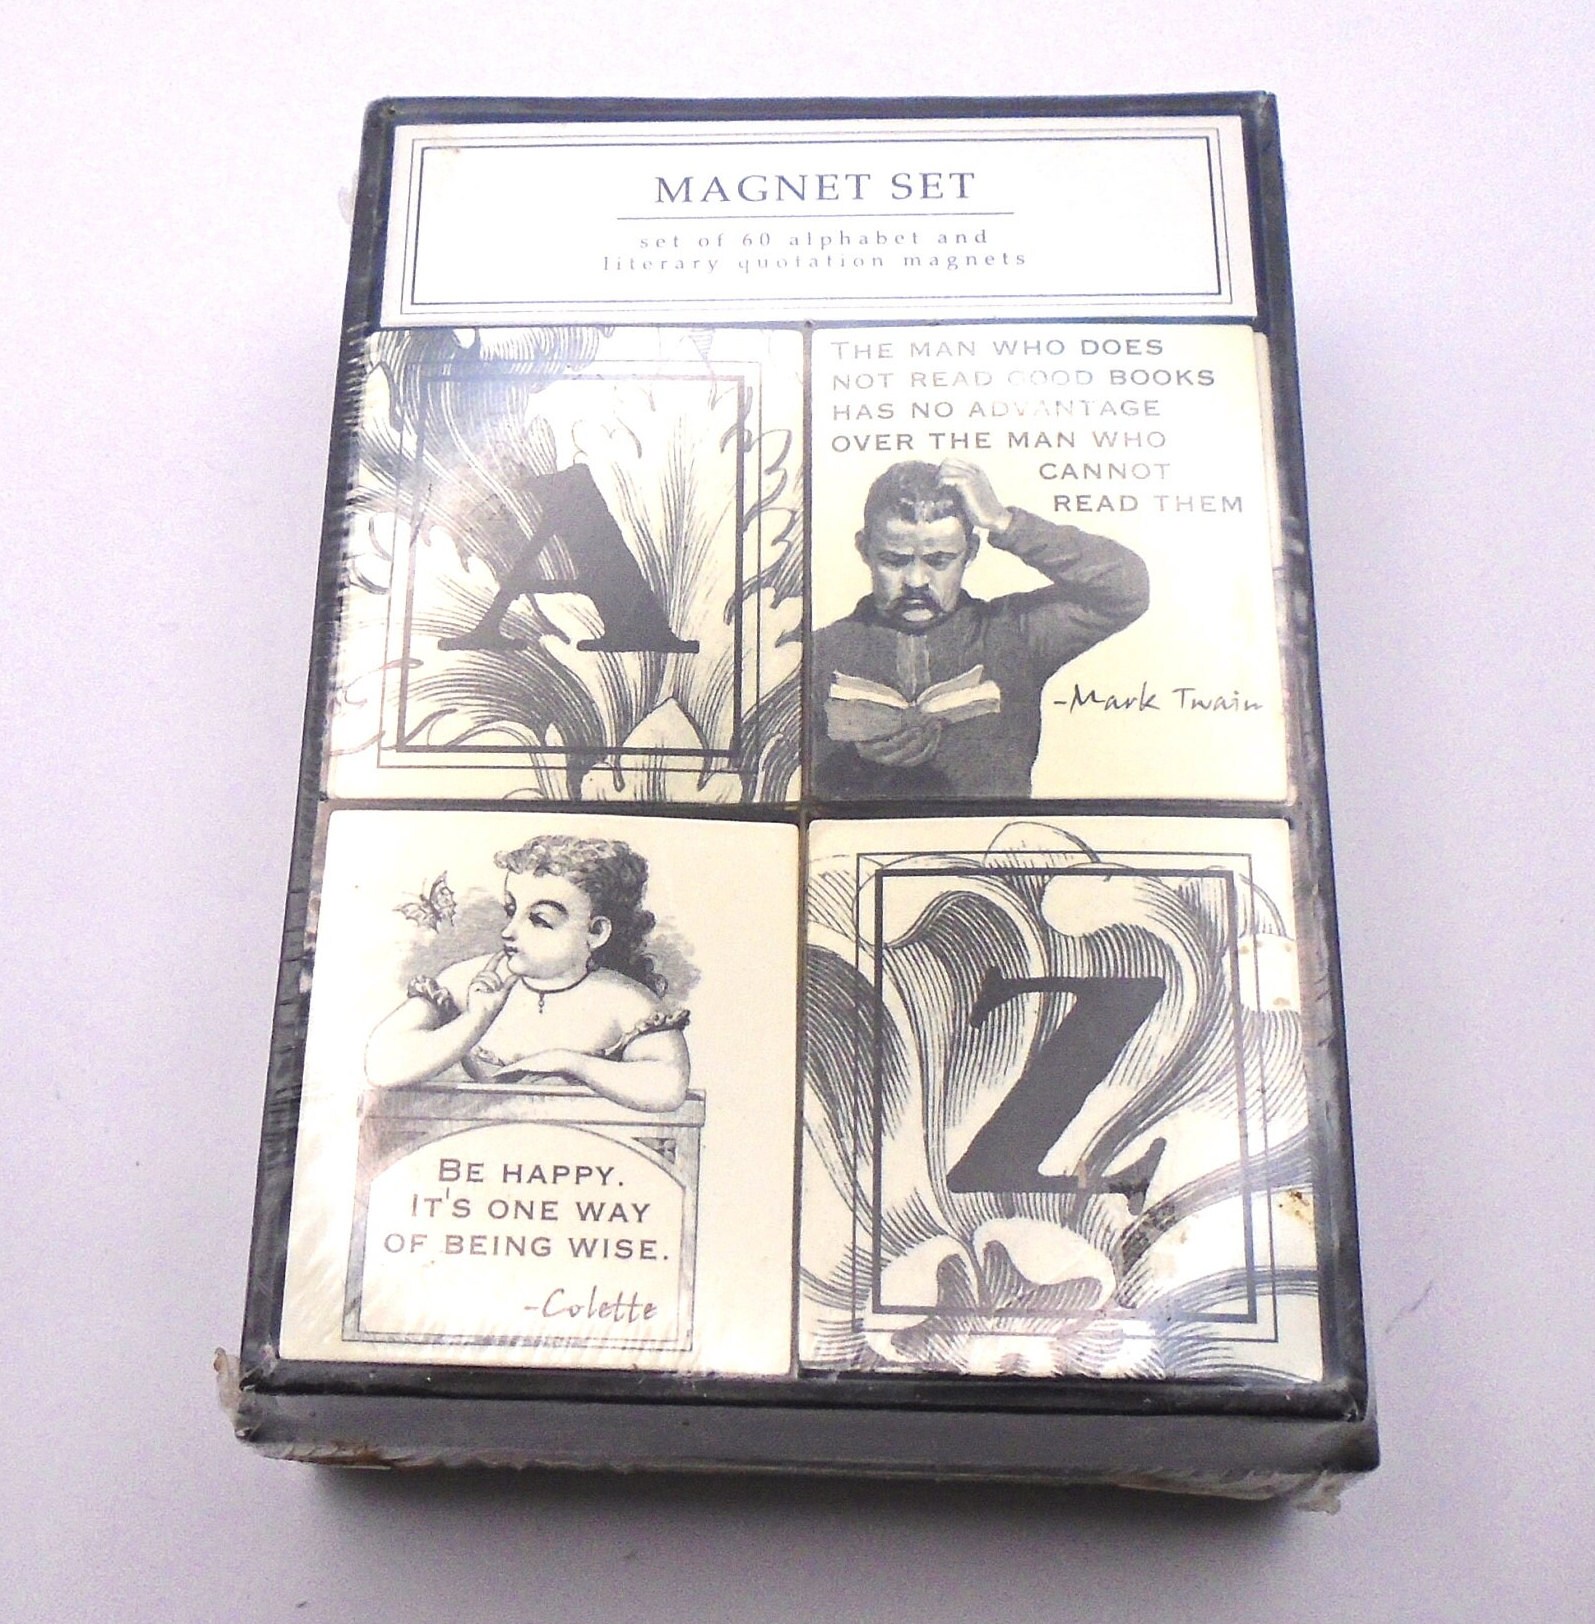 MAGNET SET
set of 60 alphabet and
literary quotation magnets
A
THE MAN WHO DOES
NOT READ GOOD BOOKS
HAS NO ADVANTAGE
OVER THE MAN WHO
CANNOT
READ THEM
-Mark Twain
BE HAPPY.
IT'S ONE WAY
OF BEING WISE.
-Colette
Z